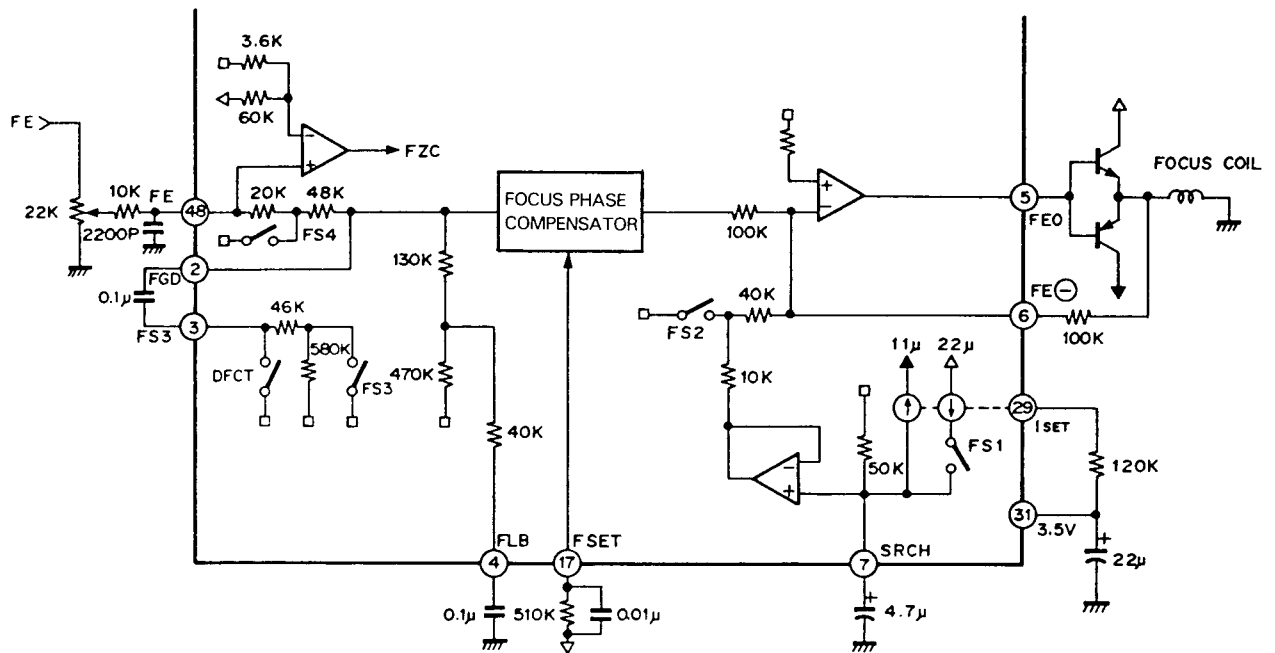 3.6K
60K
FZC
FE
FOCUS COIL
10K
FE
48
20K
48K
FOCUS PHASE
COMPENSATOR
5
FEO
22K
2200P
FS4
100K
FGD
2
130K
0.1μ
FS3
3
46K
580K
DFCT
FS3
470K
40K
FS2
FE⊖
6
100K
10K
11μ
22μ
29
ISET
FS1
50K
120K
40K
31
3.5V
FLB
4
FSET
17
SRCH
7
22μ
0.1μ
510K
0.01μ
4.7μ